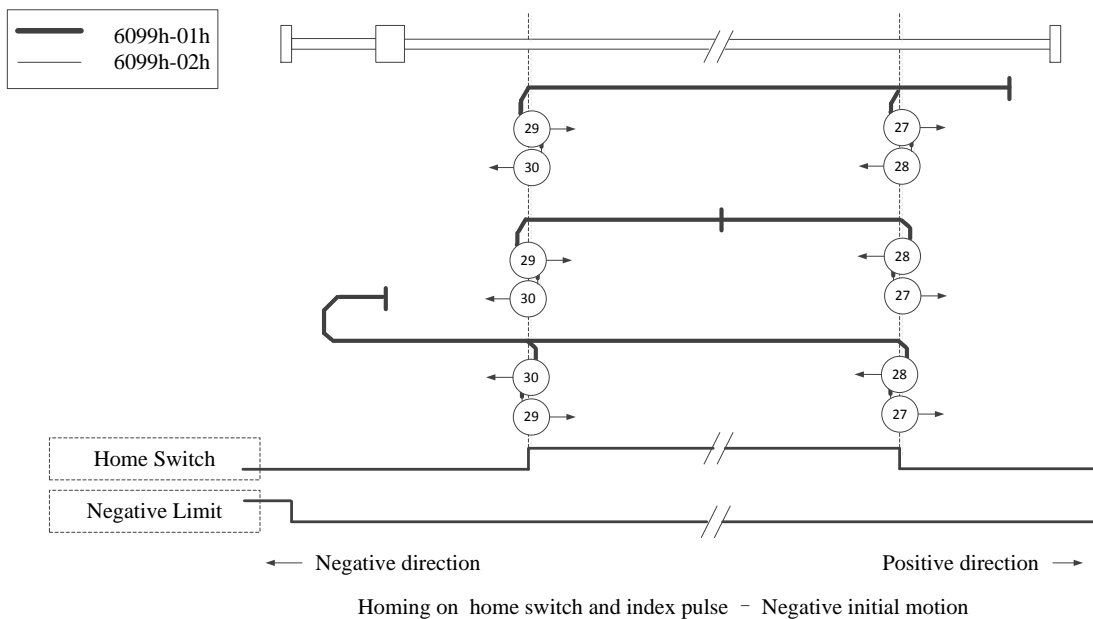 6099h-01h
6099h-02h
29
27
30
28
29
28
30
27
30
28
29
27
Home Switch
Negative Limit
Negative direction
Positive direction
Homing on home switch and index pulse － Negative initial motion